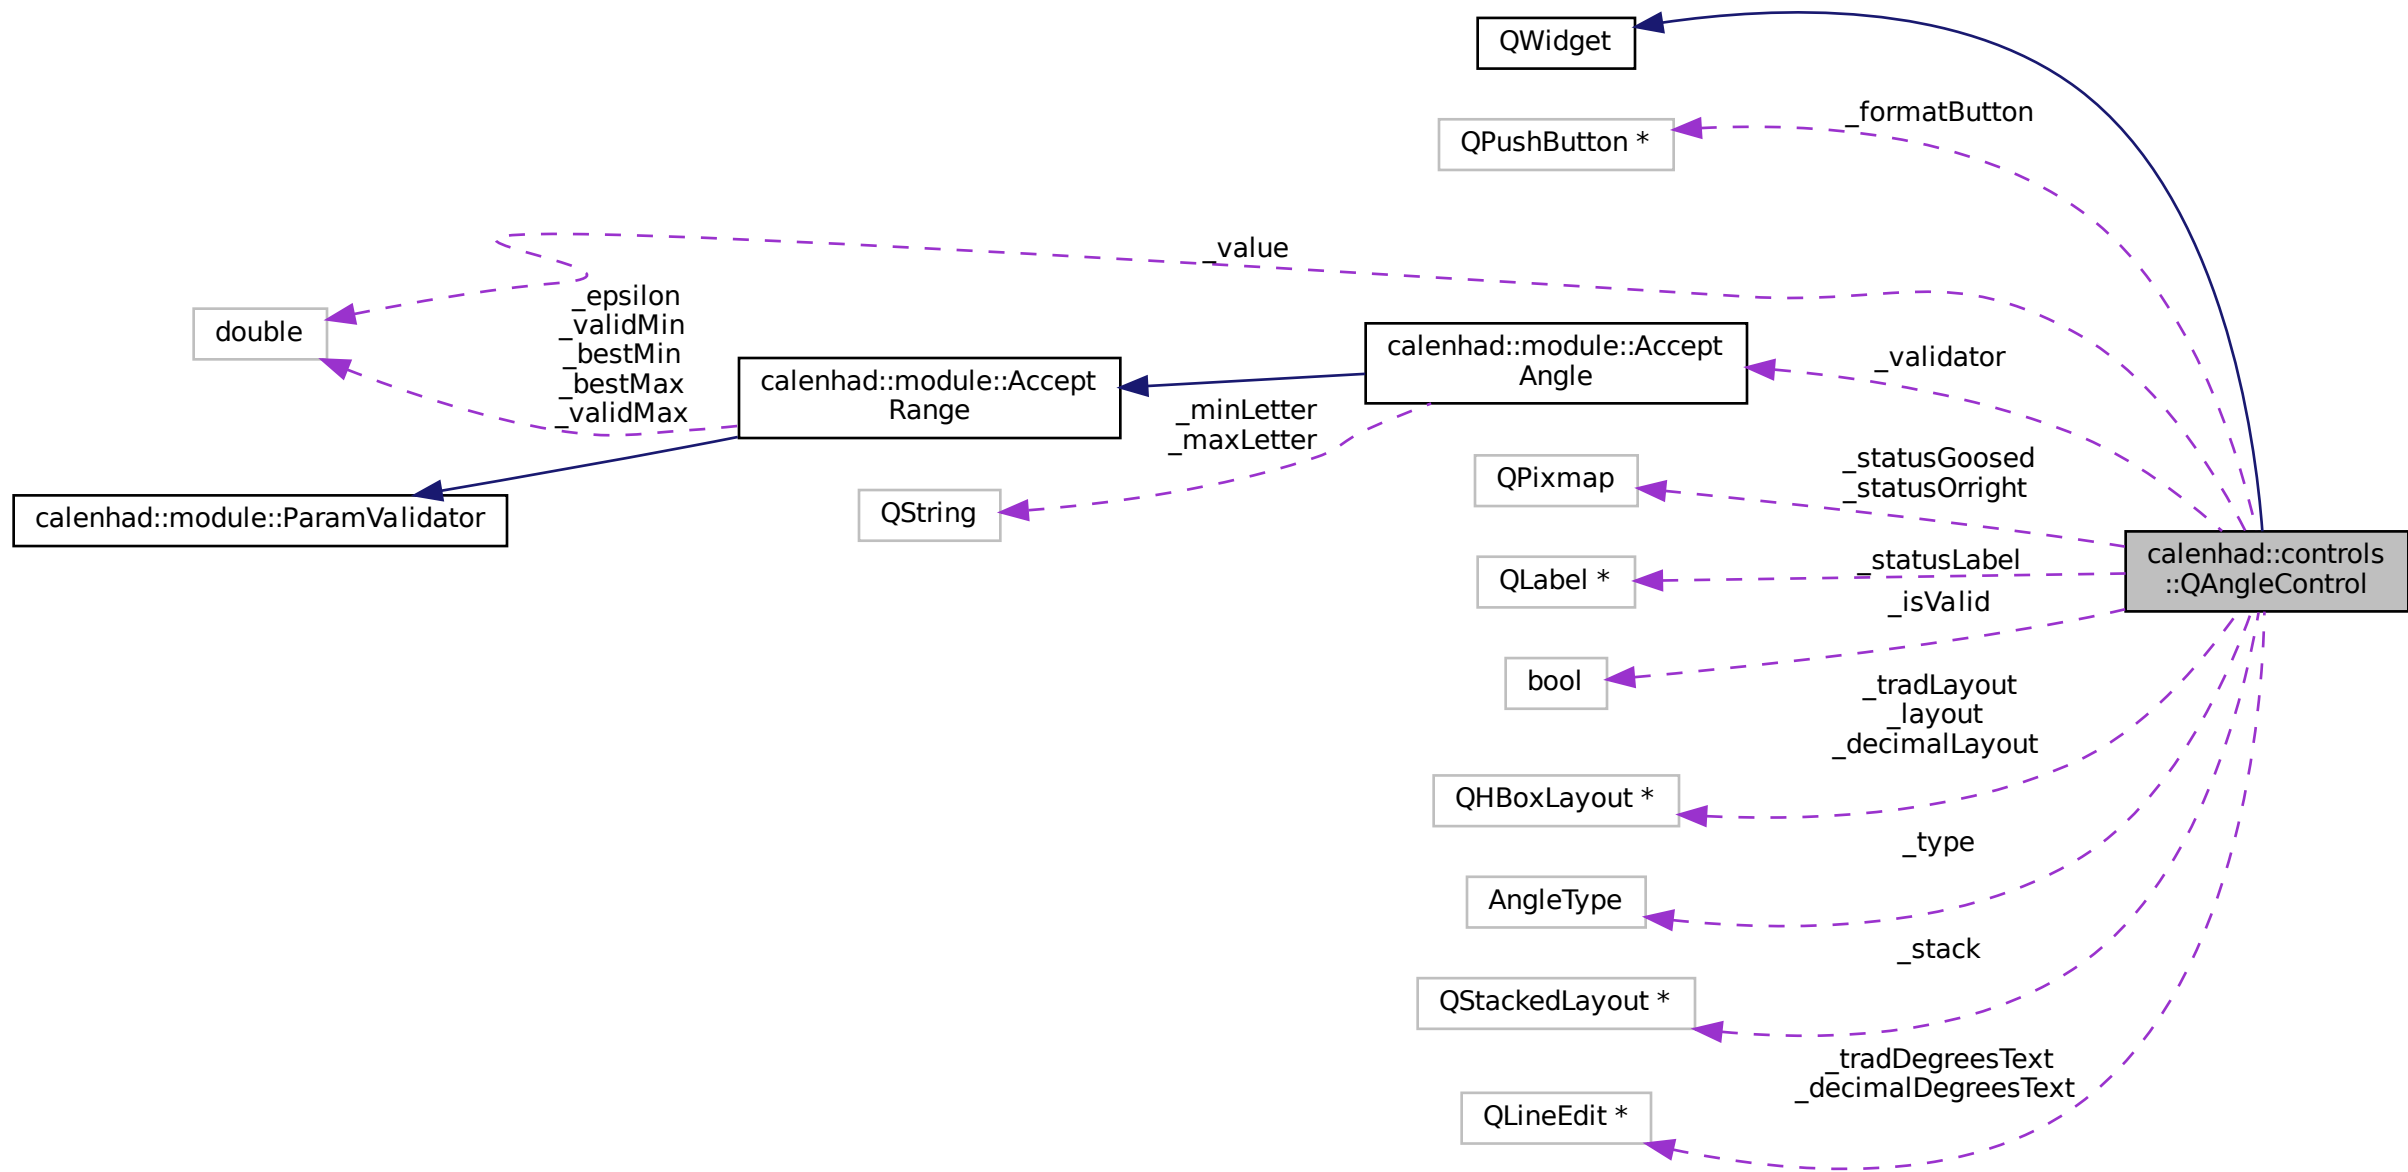 QWidget
_formatButton
QPushButton *
_value
_epsilon
_validMin
_bestMin
_bestMax
_validMax
double
calenhad::module::Accept
Angle
_validator
calenhad::module::Accept
Range
_minLetter
_maxLetter
_statusGoosed
_statusOrright
QPixmap
QString
calenhad::module::ParamValidator
calenhad::controls
::QAngleControl
_statusLabel
QLabel *
_isValid
bool
_tradLayout
_layout
_decimalLayout
QHBoxLayout *
_type
AngleType
_stack
QStackedLayout *
_tradDegreesText
_decimalDegreesText
QLineEdit *